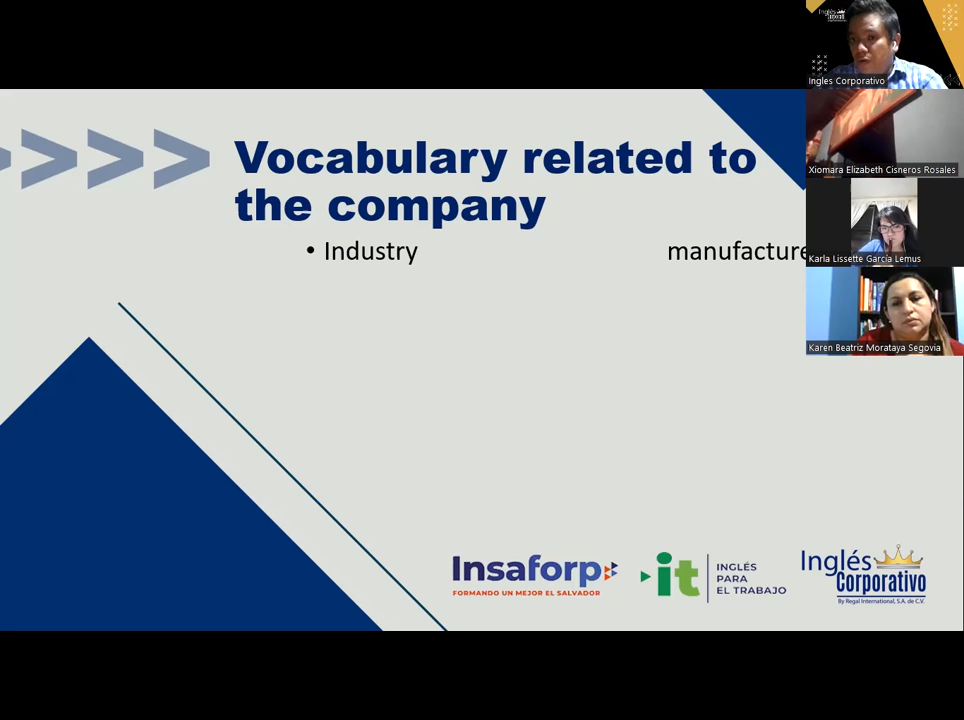 Inglés
Corporativo
Ingles Corporativo
Xiomara Elizabeth Cisneros Rosales
Karla Lissette García Lemus
Karen Beatriz Morataya Segovia
>>>>
Vocabulary related to
the company
• Industry
manufacture
Insaforp
FORMANDO UN MEJOR EL SALVADOR
it
INGLÉS
PARA
EL TRABAJO
Inglés
Corporativo
By Regal International, S.A. de C.V.